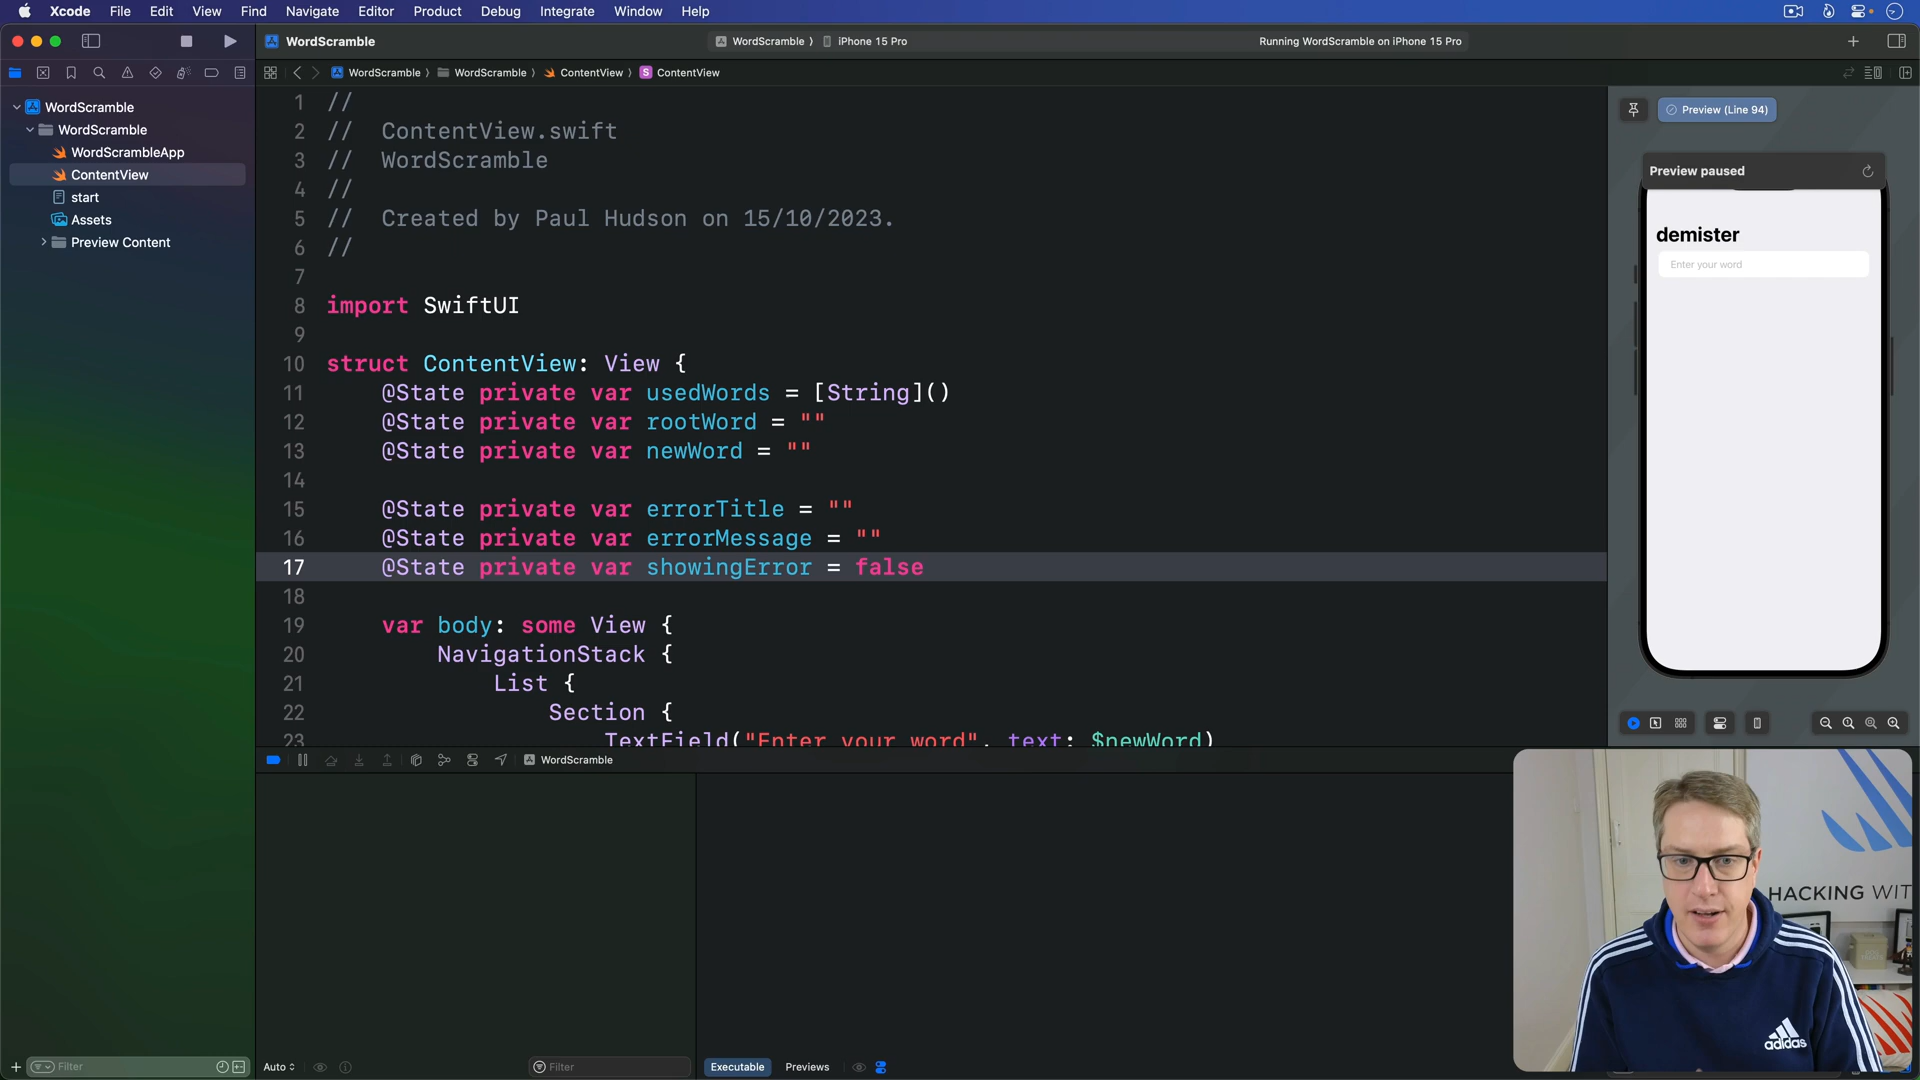 Xcode File Edit View Find Navigate Editor Product Debug Integrate Window Help
WordScramble
WordScramble iPhone 15 Pro
Running WordScramble on iPhone 15 Pro
WordScramble WordScramble ContentView S ContentView
WordScramble
WordScramble
WordScrambleApp
ContentView
start
Assets
Preview Content
1 //
2 // ContentView.swift
3 // WordScramble
4 //
5 // Created by Paul Hudson on 15/10/2023.
6 //
7
8 import SwiftUI
9
10 struct ContentView: View {
11 @State private var usedWords = [String]()
12 @State private var rootWord = ""
13 @State private var newWord = ""
14
15 @State private var errorTitle = ""
16 @State private var errorMessage = ""
17 @State private var showingError = false
18
19 var body: some View {
20 NavigationStack {
21 List {
22 Section {
23 TextField("Enter your word", text: $newWord)
Preview (Line 94)
Preview paused
demister
Enter your word
WordScramble
HACKING WIT
adidas
Filter
Auto
Filter
Executable Previews